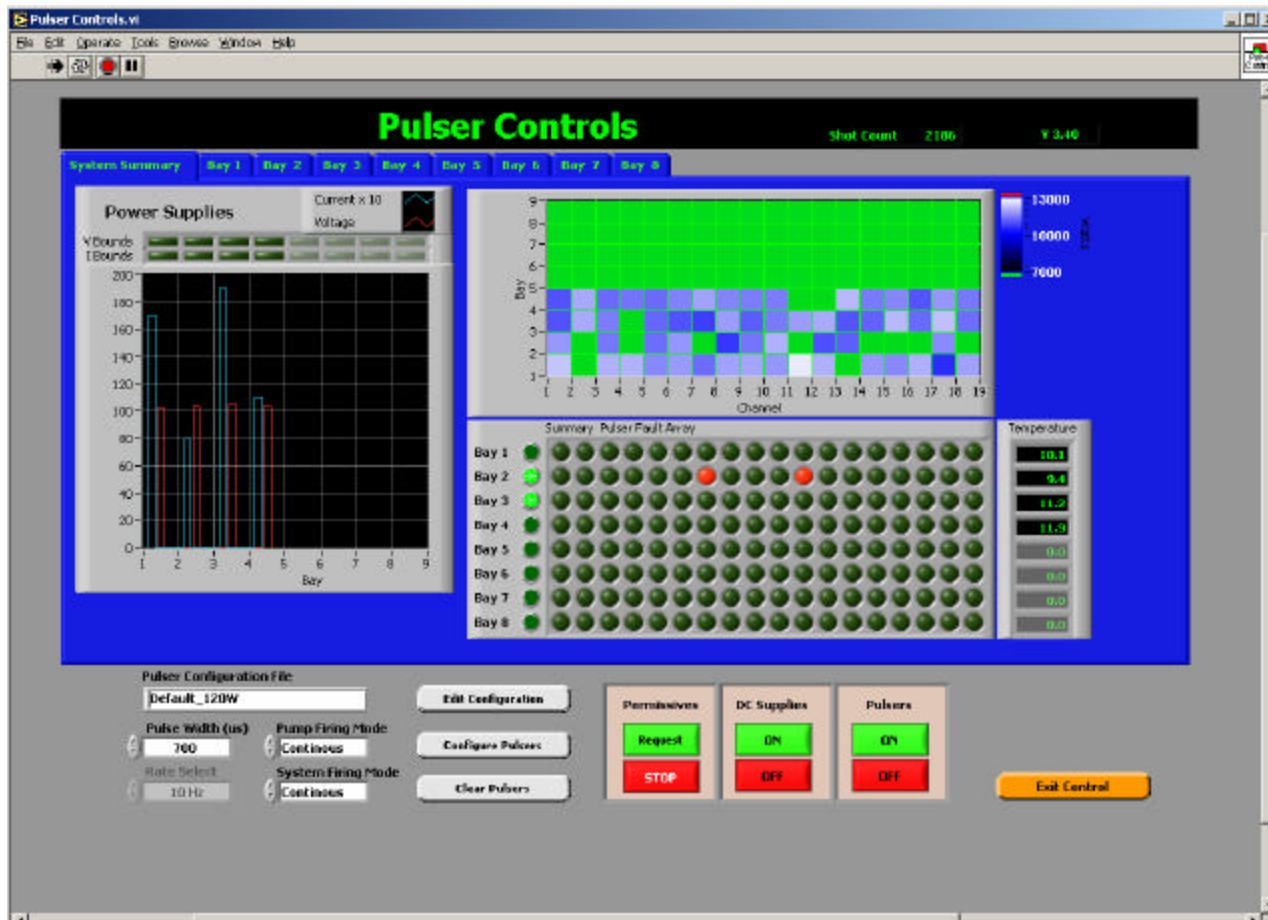 Pulser Controls.vi
File Edit Operate Tools Browse Window Help
Pulser Controls
Shot Count 2186 V 3.40
System Summary Bay 1 Bay 2 Bay 3 Bay 4 Bay 5 Bay 6 Bay 7 Bay 8
Power Supplies
Current x 10
Voltage
V Bounds
I Bounds
200
180
160
140
120
100
80
60
40
20
0
1 2 3 4 5 6 7 8 9
Bay
9
8
7
6
5
4
3
2
1
Bay
1 2 3 4 5 6 7 8 9 10 11 12 13 14 15 16 17 18 19
Channel
13000
10000
7000
Summary Pulser Fault Array
Temperature
Bay 1 10.1
Bay 2 9.4
Bay 3 11.2
Bay 4 11.9
Bay 5 0.0
Bay 6 0.0
Bay 7 0.0
Bay 8 0.0
Pulser Configuration File
Default_120W
Pulse Width (us) Pump Firing Mode
700 Continous
Rate Select System Firing Mode
10 Hz Continous
Edit Configuration
Configure Pulsers
Clear Pulsers
Permissives DC Supplies Pulsers
Request ON ON
STOP OFF OFF
Exit Control